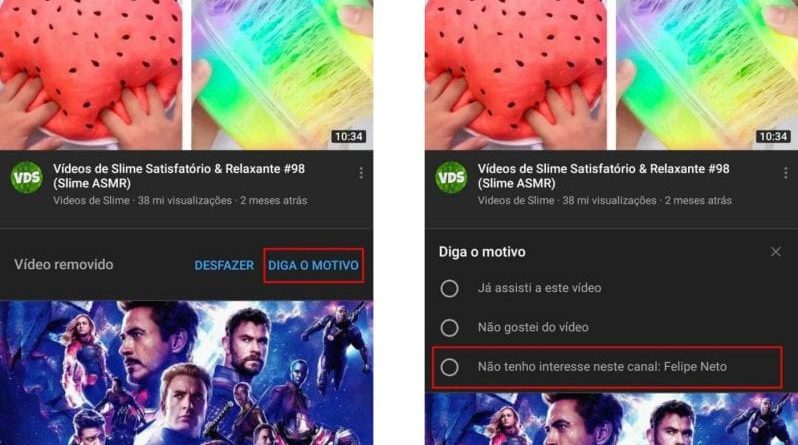 10:34
VDS
Vídeos de Slime Satisfatório & Relaxante #98
(Slime ASMR)
Videos de Slime · 38 mi visualizações · 2 meses atrás
Vídeo removido DESFAZER DIGA O MOTIVO
10:34
VDS
Vídeos de Slime Satisfatório & Relaxante #98
(Slime ASMR)
Videos de Slime · 38 mi visualizações · 2 meses atrás
Diga o motivo
Já assisti a este vídeo
Não gostei do vídeo
Não tenho interesse neste canal: Felipe Neto